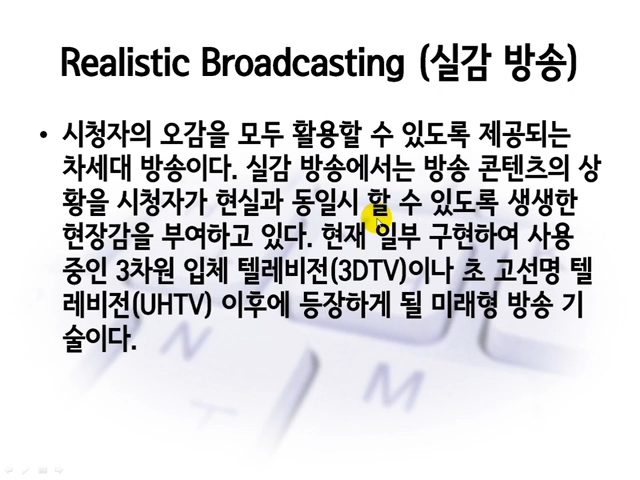 Realistic Broadcasting (실감 방송)
• 시청자의 오감을 모두 활용할 수 있도록 제공되는
차세대 방송이다. 실감 방송에서는 방송 콘텐츠의 상
황을 시청자가 현실과 동일시 할 수 있도록 생생한
현장감을 부여하고 있다. 현재 일부 구현하여 사용
중인 3차원 입체 텔레비전(3DTV)이나 초 고선명 텔
레비전(UHTV) 이후에 등장하게 될 미래형 방송 기
술이다.
N
M